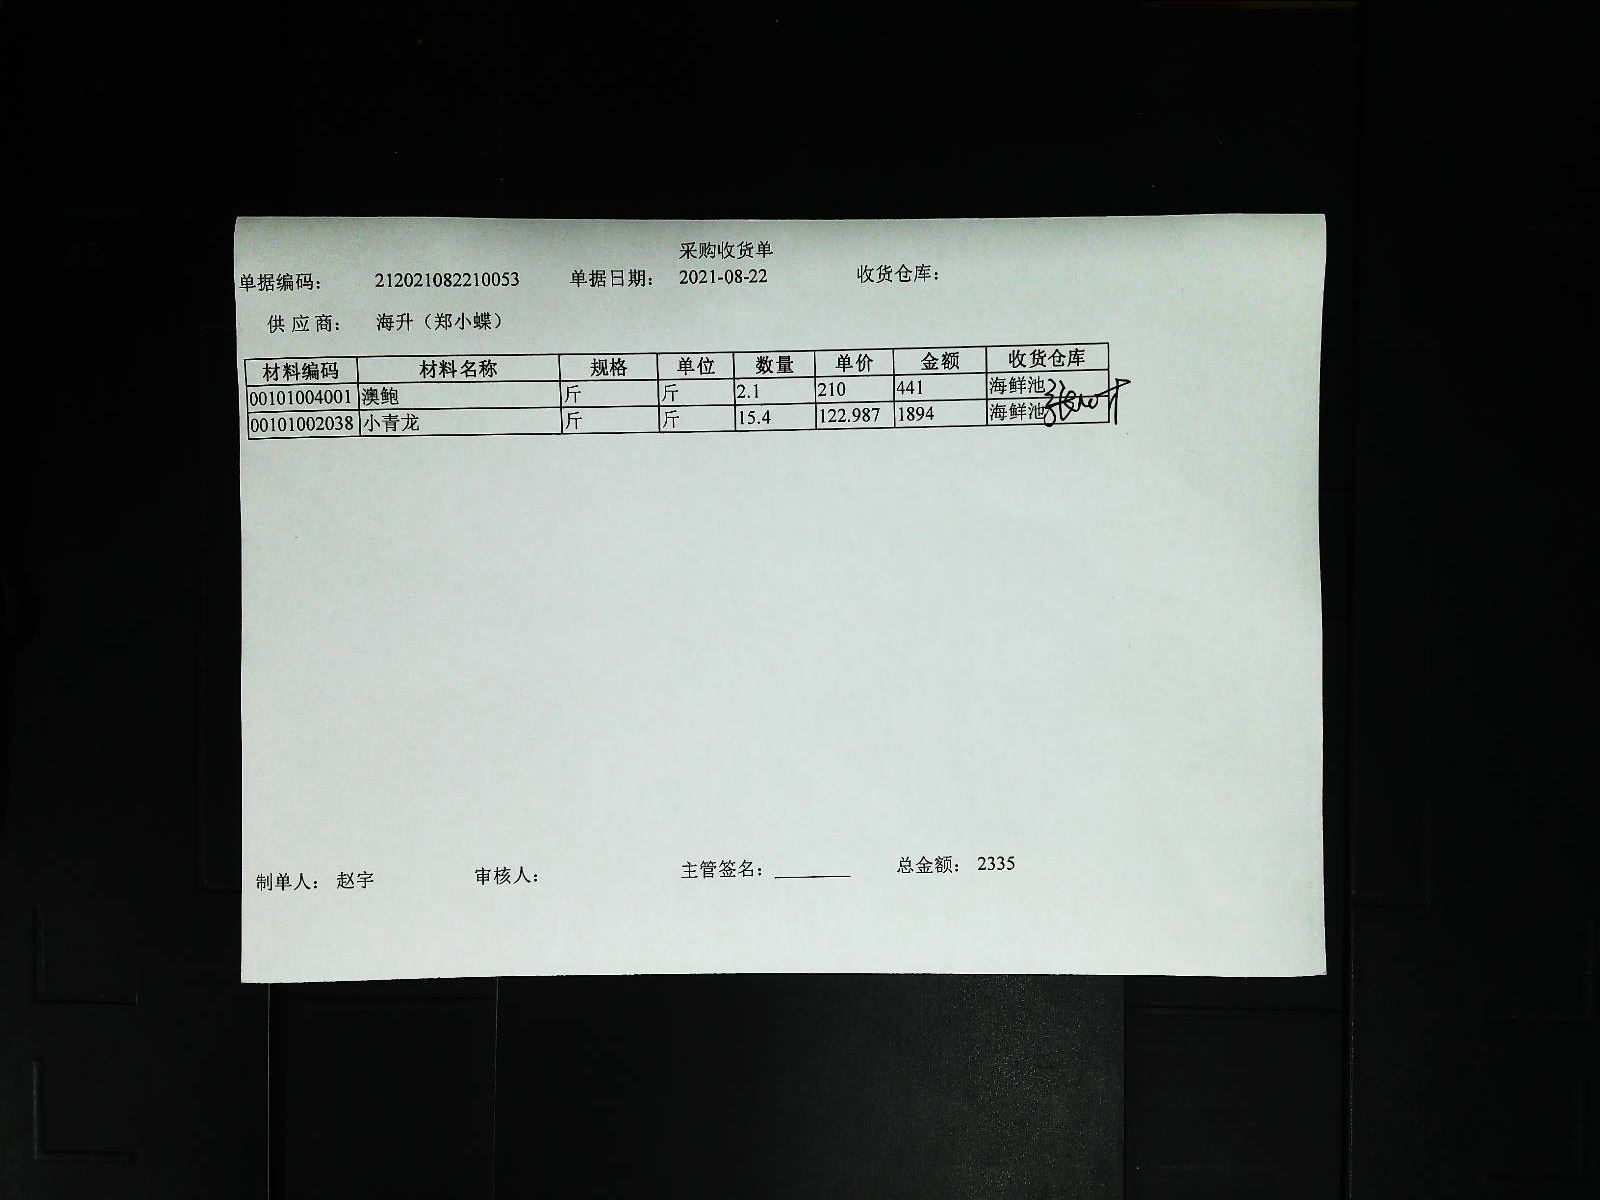 采购收货单
单据编码： 212021082210053 单据日期： 2021-08-22 收货仓库：
供应商： 海升（郑小蝶）
材料编码 材料名称 规格 单位 数量 单价 金额 收货仓库
00101004001 澳鲍 斤 斤 2.1 210 441 海鲜池
00101002038 小青龙 斤 斤 15.4 122.987 1894 海鲜池
制单人： 赵宇 审核人： 主管签名： 总金额： 2335